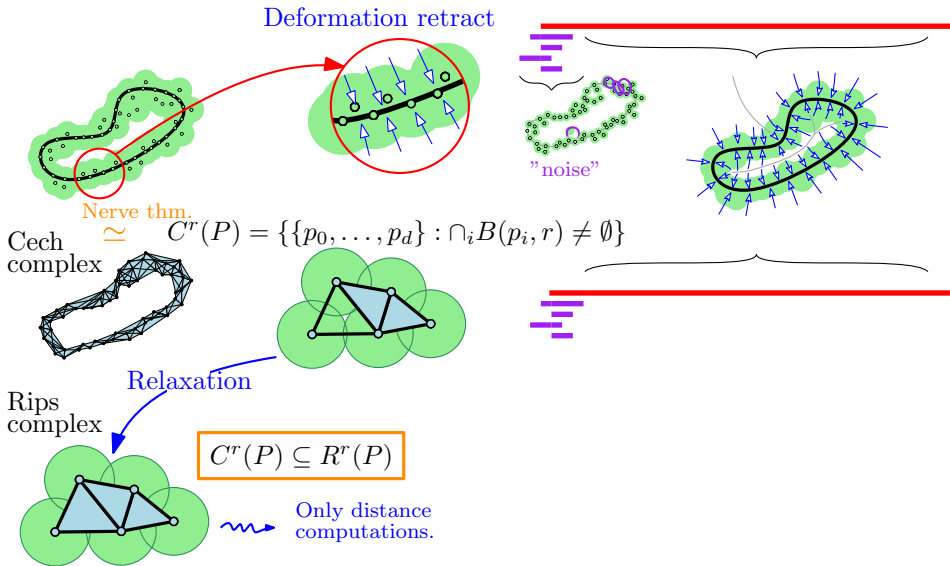 Deformation retract
"noise"
Nerve thm.
≃ C^r(P) = {{p_0, . . . , p_d} : ∩_i B(p_i, r) ≠ ∅}
Cech
complex
Relaxation
Rips
complex
C^r(P) ⊆ R^r(P)
Only distance
computations.